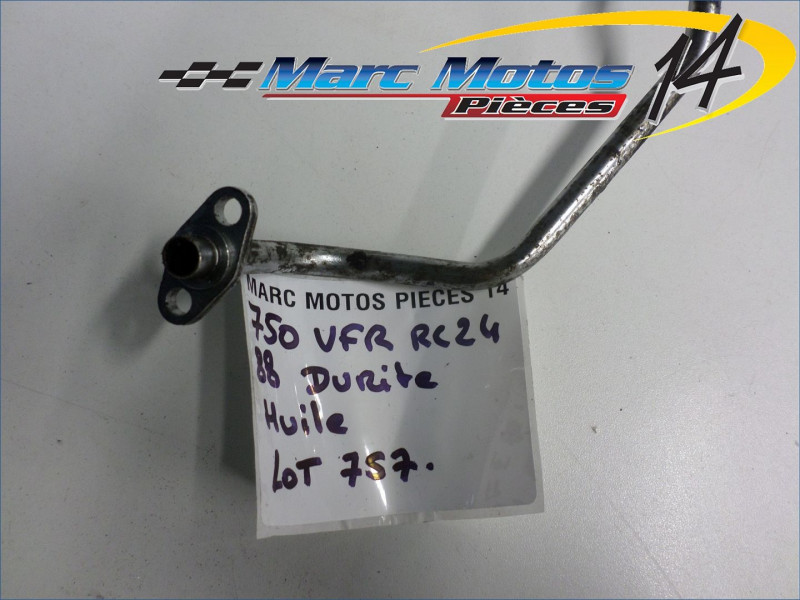 Marc Motos 14
Pièces
MARC MOTOS PIECES 14
750 VFR RC24
88 Durite
Huile
LOT 757.